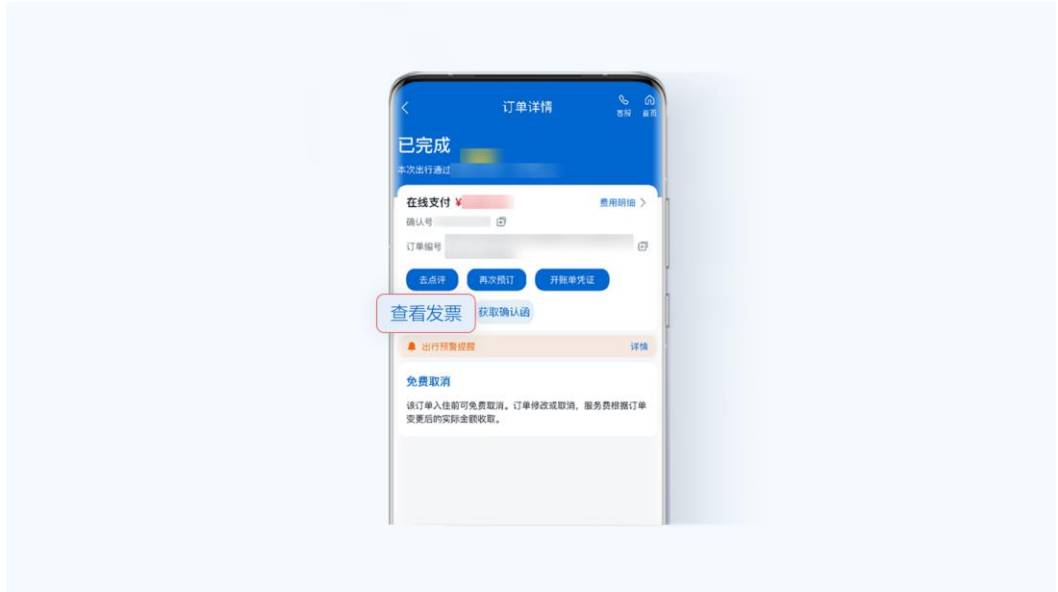 订单详情
客服
首页
已完成
本次出行通过
在线支付 ¥
费用明细
确认号
订单编号
去点评
再次预订
开账单凭证
查看发票
获取确认函
出行预警提醒
详情
免费取消
该订单入住前可免费取消。订单修改或取消，服务费根据订单
变更后的实际金额收取。